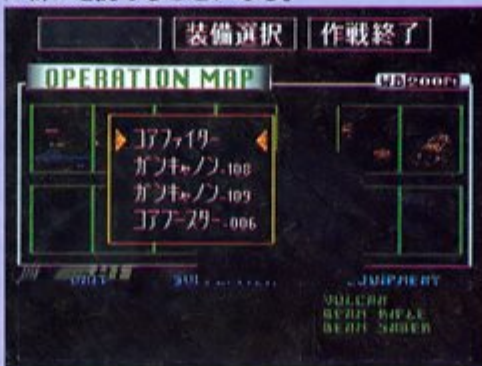 装備選択 作戦終了
OPERATION MAP
コアファイター
ガンキャノン-108
ガンキャノン-109
コアブースター-006
EQUIPMENT
VULCAN
BEAM RIFLE
BEAM SABER